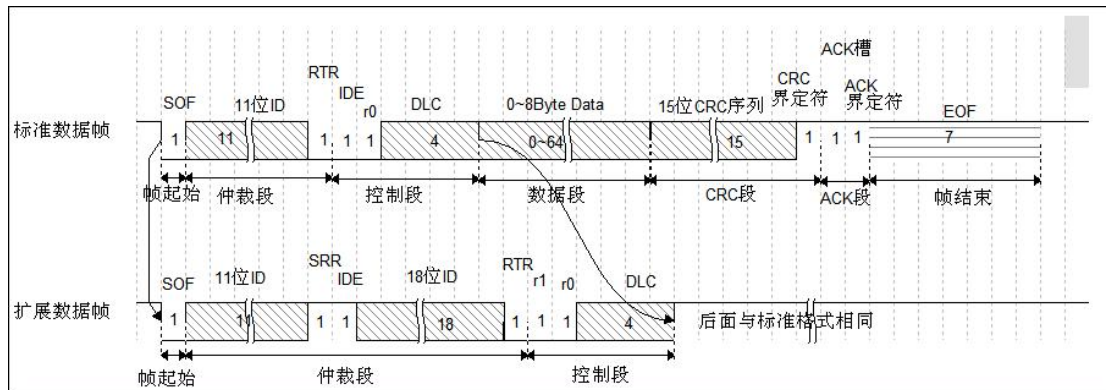 ACK槽
RTR CRC ACK
SOF 11位ID IDE r0 DLC 0~8Byte Data 15位CRC序列 界定符 界定符 EOF
标准数据帧 1 11 1 1 1 4 0~64 15 1 1 1 7
帧起始 仲裁段 控制段 数据段 CRC段 ACK段 帧结束
SOF 11位ID SRR IDE 18位ID RTR r1 r0 DLC
扩展数据帧 1 11 1 1 18 1 1 1 4 后面与标准格式相同
帧起始 仲裁段 控制段